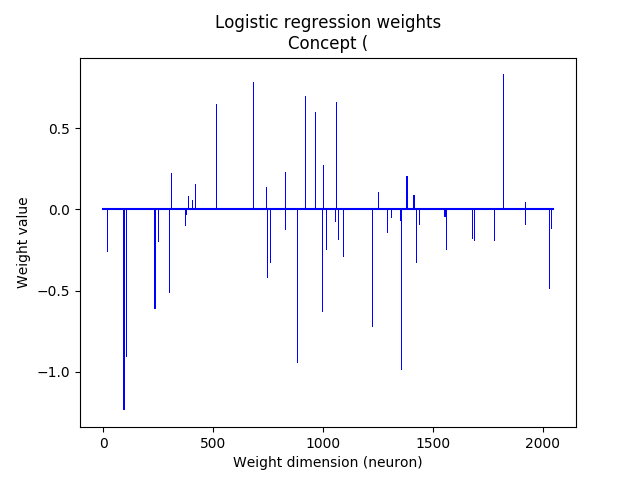 Logistic regression weights
Concept (
Weight value
0.5
0.0
−0.5
−1.0
0
500
1000
1500
2000
Weight dimension (neuron)